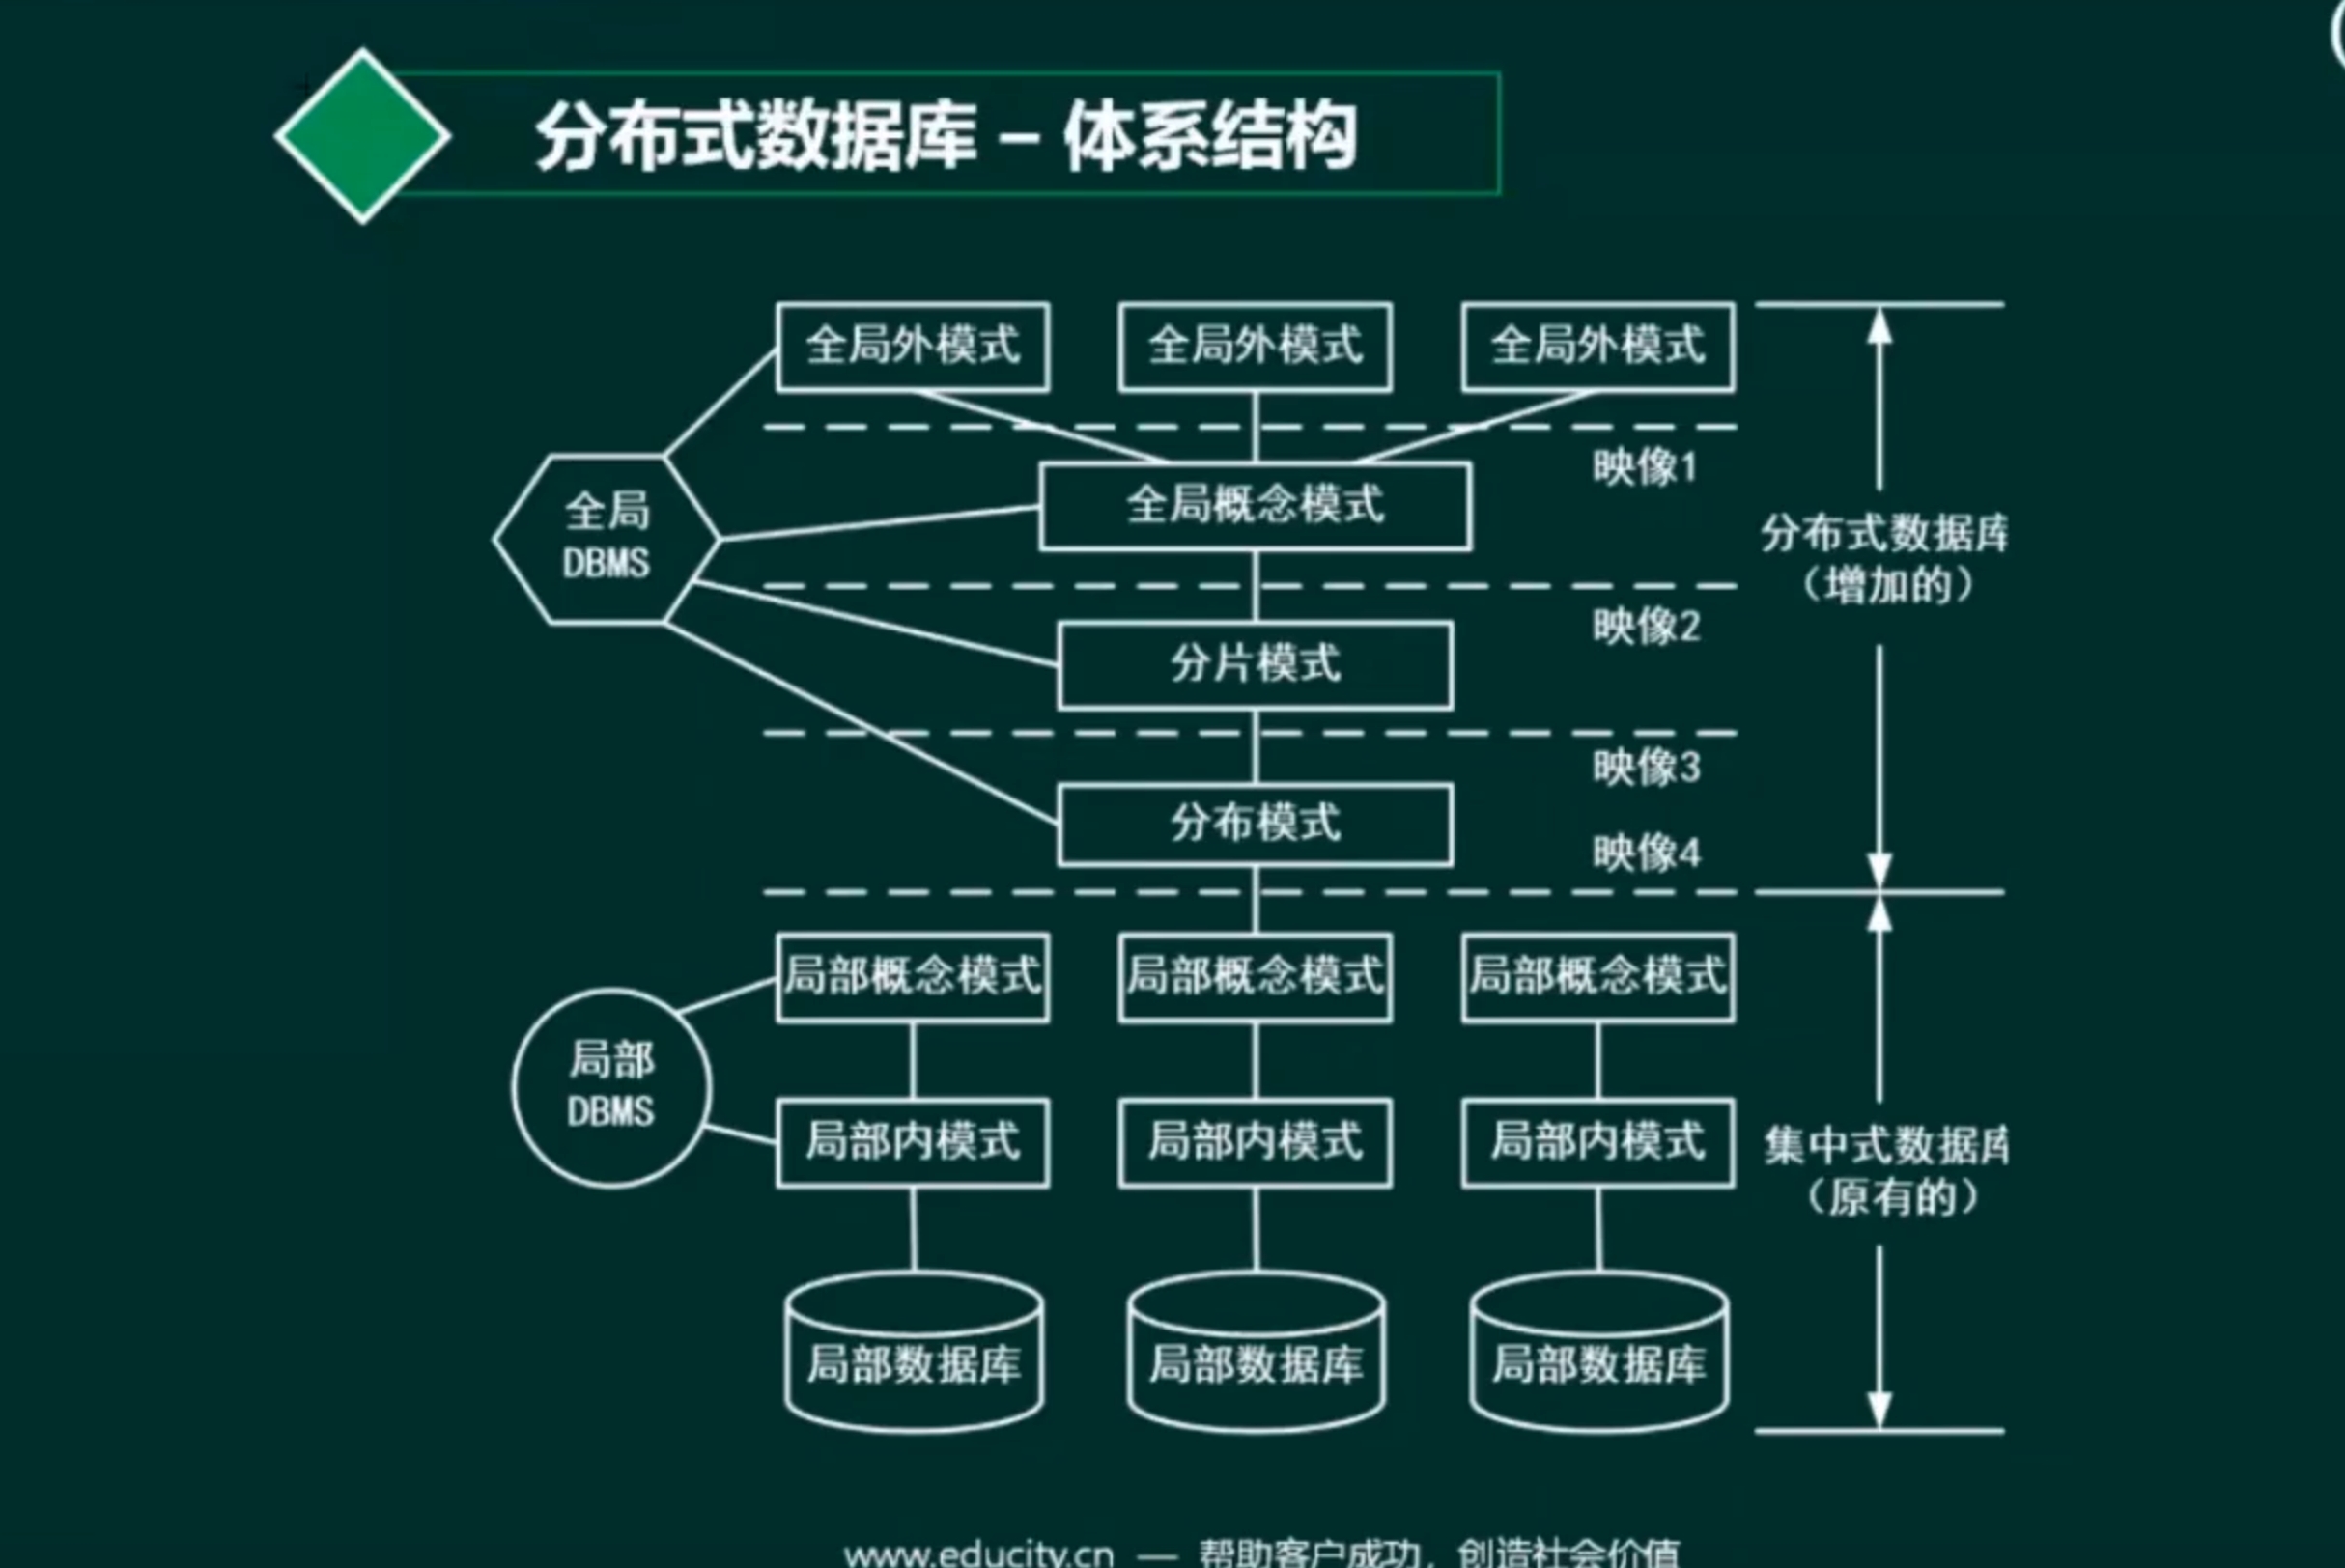 分布式数据库 – 体系结构
全局外模式
全局外模式
全局外模式
映像1
全局
DBMS
全局概念模式
分布式数据库
（增加的）
映像2
分片模式
映像3
分布模式
映像4
局部概念模式
局部概念模式
局部概念模式
局部
DBMS
局部内模式
局部内模式
局部内模式
集中式数据库
（原有的）
局部数据库
局部数据库
局部数据库
www.educity.cn — 帮助客户成功，创造社会价值